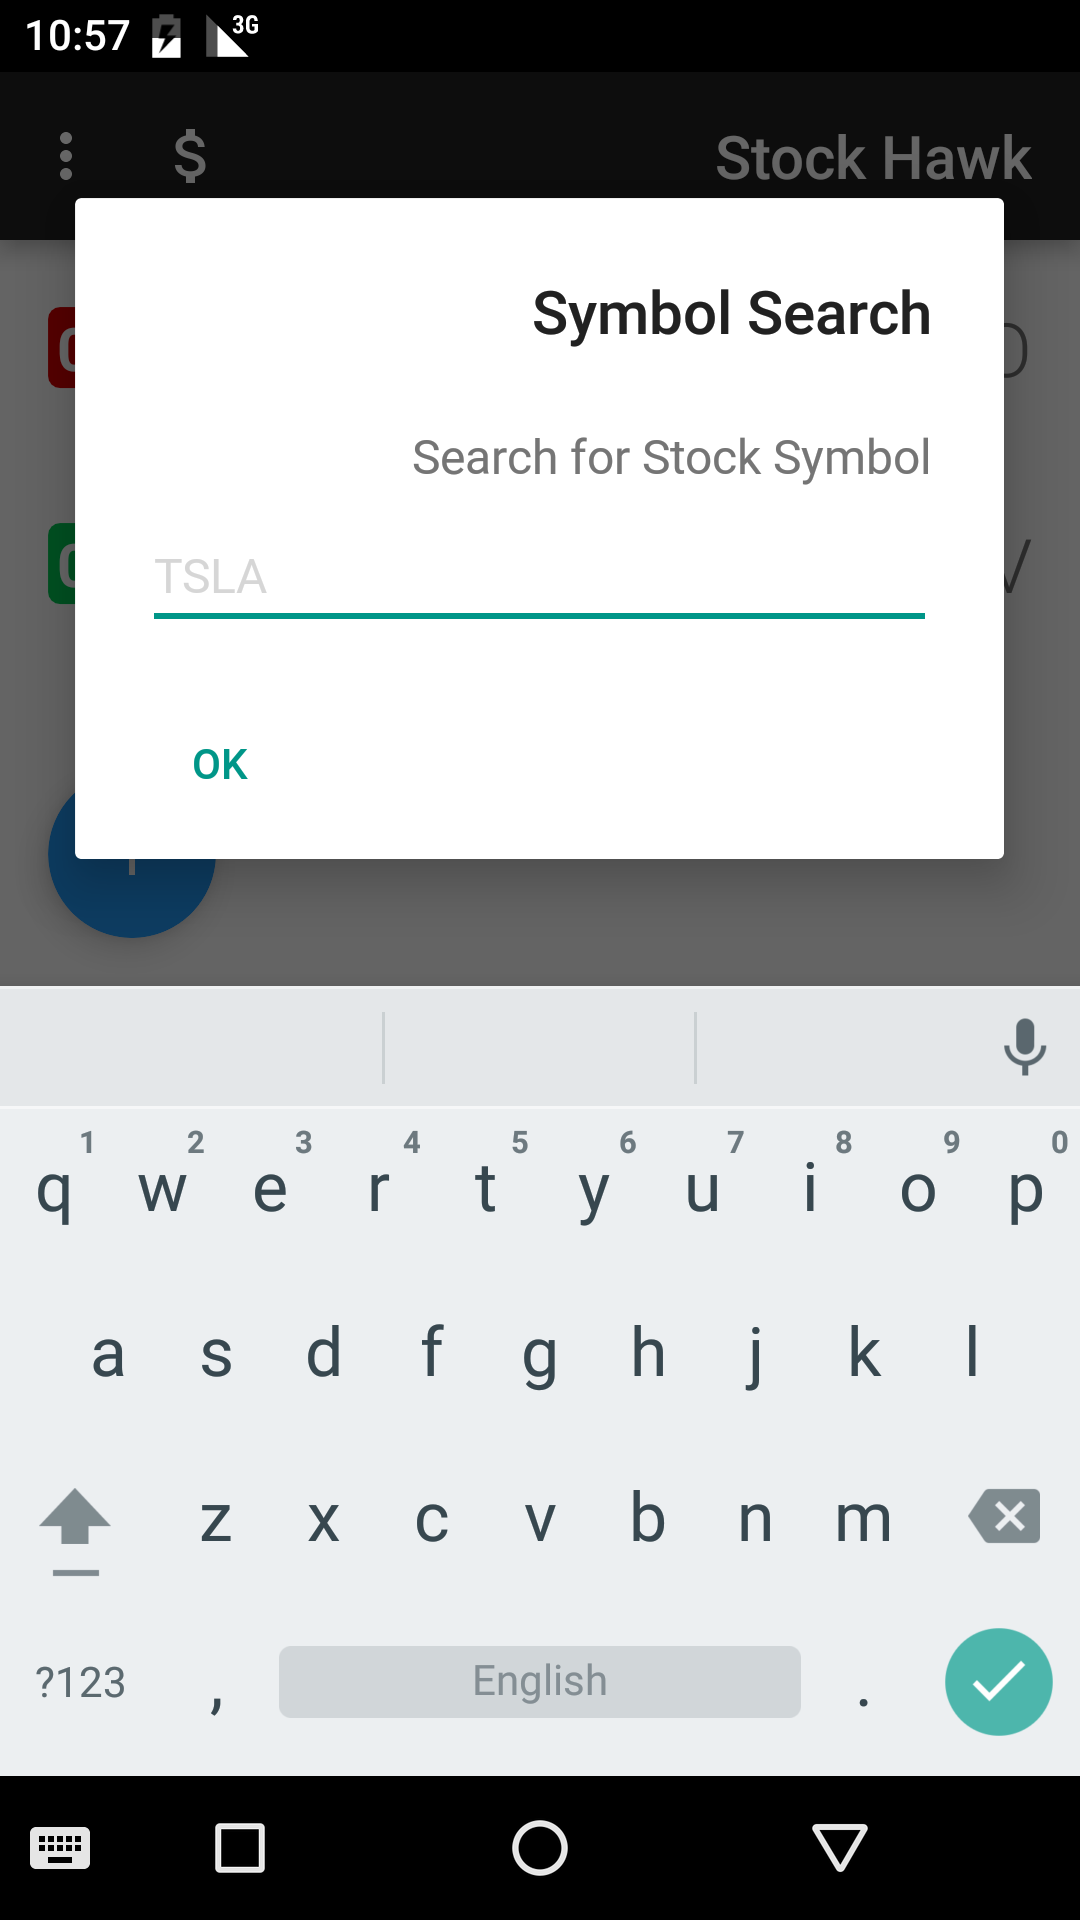 10:57 3G
$ Stock Hawk
Symbol Search
Search for Stock Symbol
TSLA
OK
1 2 3 4 5 6 7 8 9 0
q w e r t y u i o p
a s d f g h j k l
z x c v b n m
?123 , English .